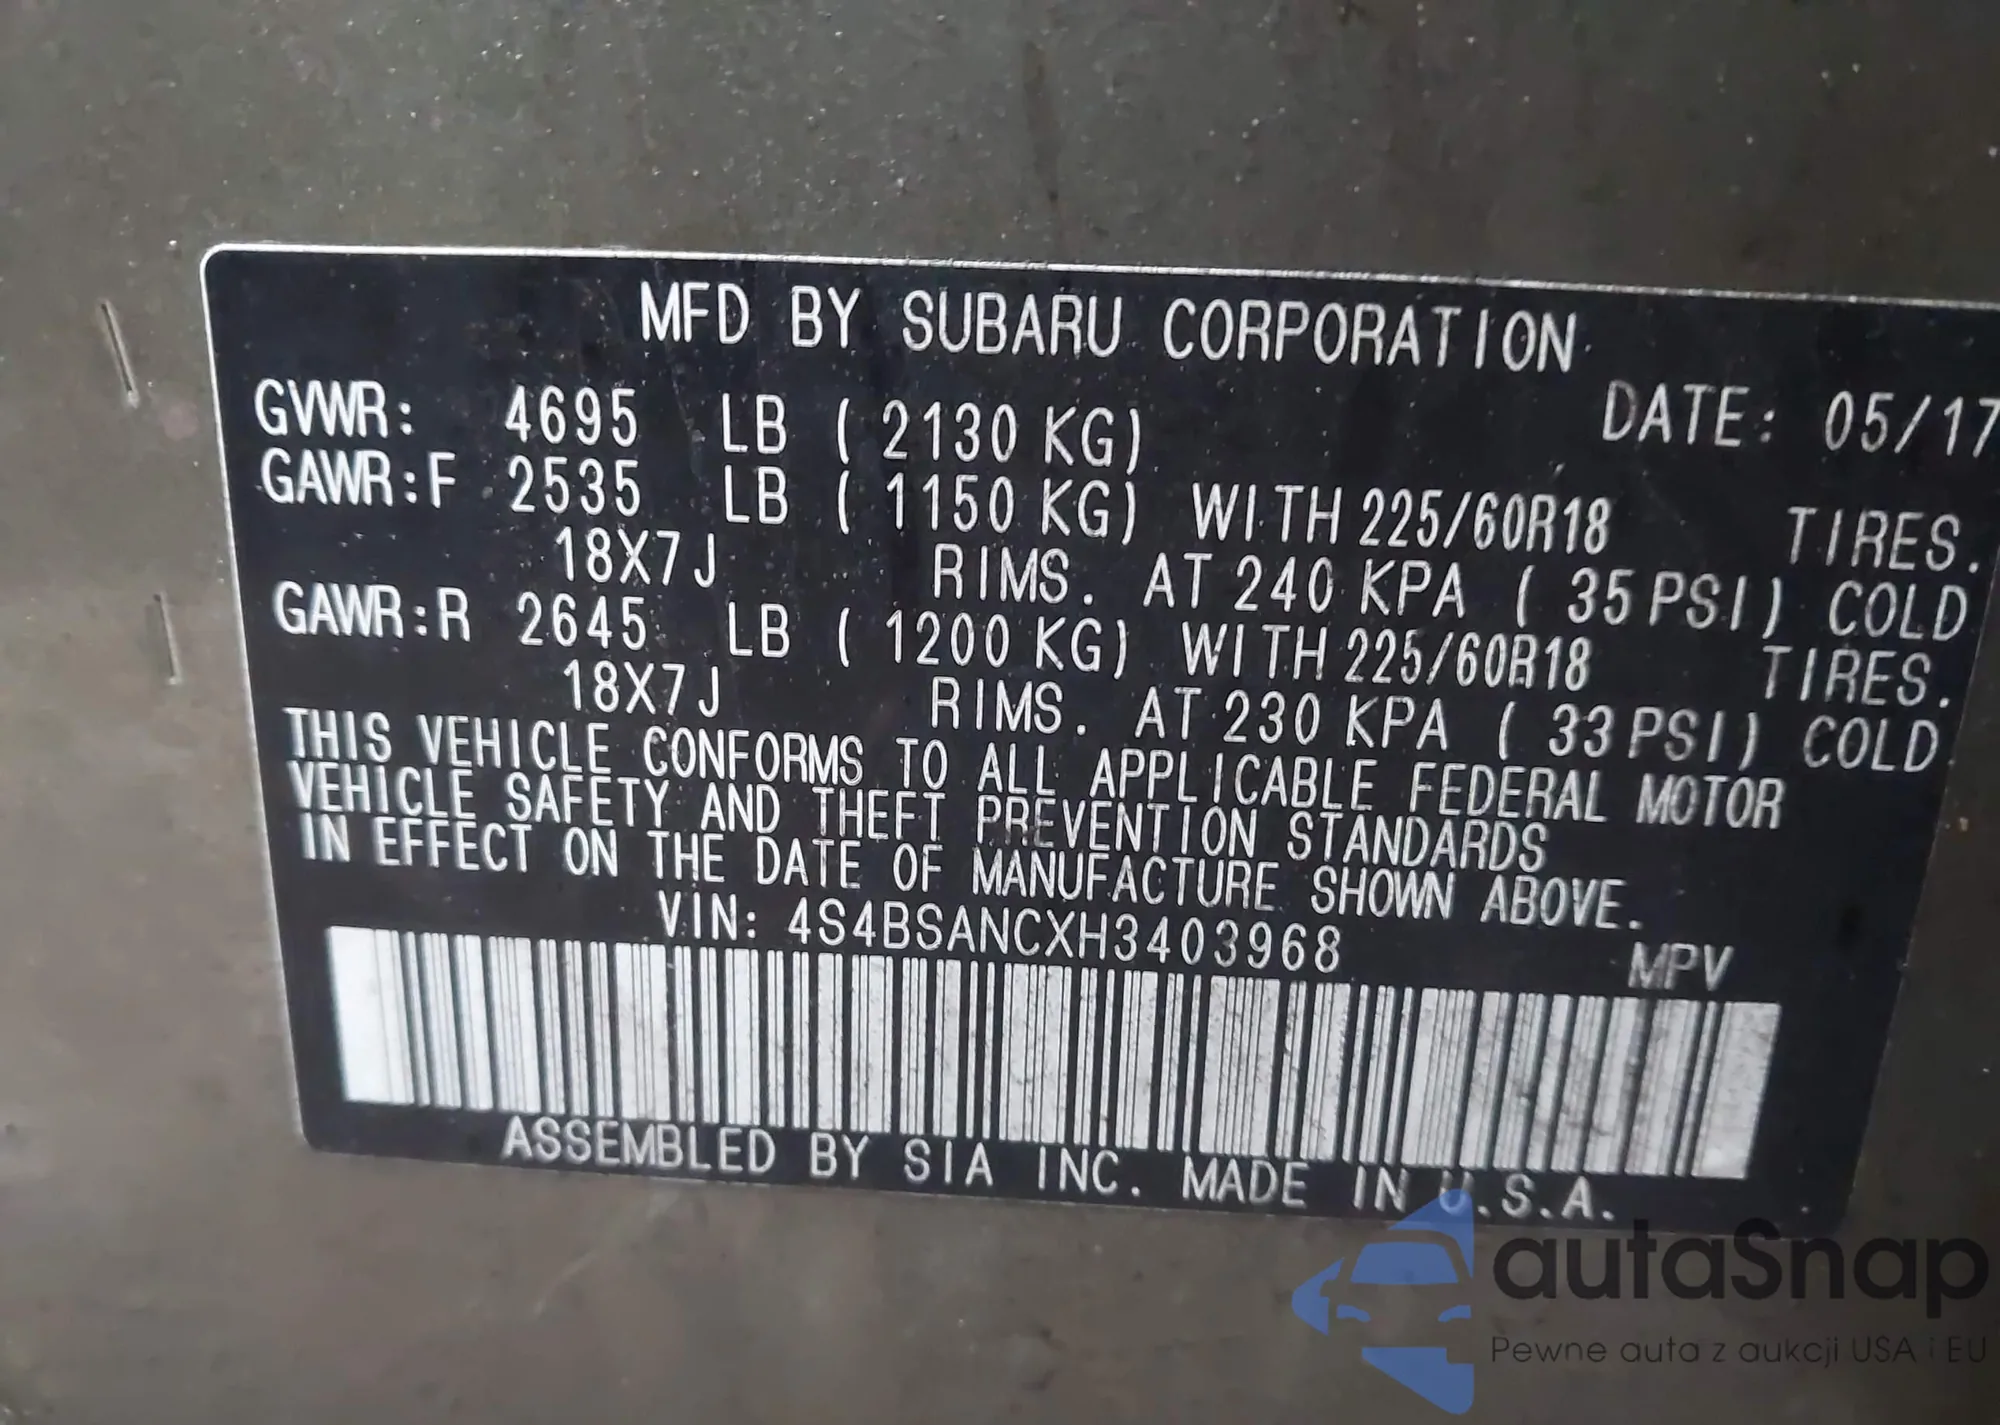 MFD BY SUBARU CORPORATION
DATE: 05/17
GVWR: 4695 LB ( 2130 KG)
GAWR:F 2535 LB ( 1150 KG) WITH 225/60R18 TIRES.
18X7J RIMS. AT 240 KPA ( 35 PSI) COLD
GAWR:R 2645 LB ( 1200 KG) WITH 225/60R18 TIRES.
18X7J RIMS. AT 230 KPA ( 33 PSI) COLD.
THIS VEHICLE CONFORMS TO ALL APPLICABLE FEDERAL MOTOR
VEHICLE SAFETY AND THEFT PREVENTION STANDARDS
IN EFFECT ON THE DATE OF MANUFACTURE SHOWN ABOVE.
VIN: 4S4BSANCXH3403968 MPV
ASSEMBLED BY SIA INC. MADE IN U.S.A.
autaSnap
Pewne auta z aukcji USA i EU